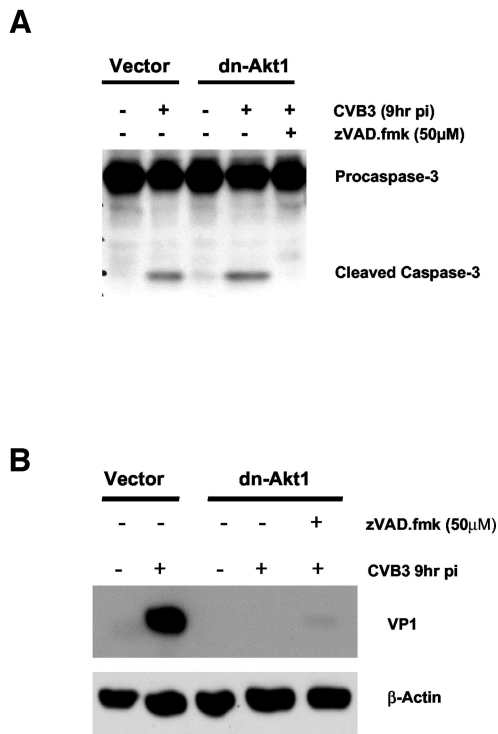 A
Vector dn-Akt1
- + - + + CVB3 (9hr pi)
- - - - + zVAD.fmk (50µM)
Procaspase-3
Cleaved Caspase-3
B
Vector dn-Akt1
- - - - + zVAD.fmk (50µM)
- + - + + CVB3 9hr pi
VP1
β-Actin